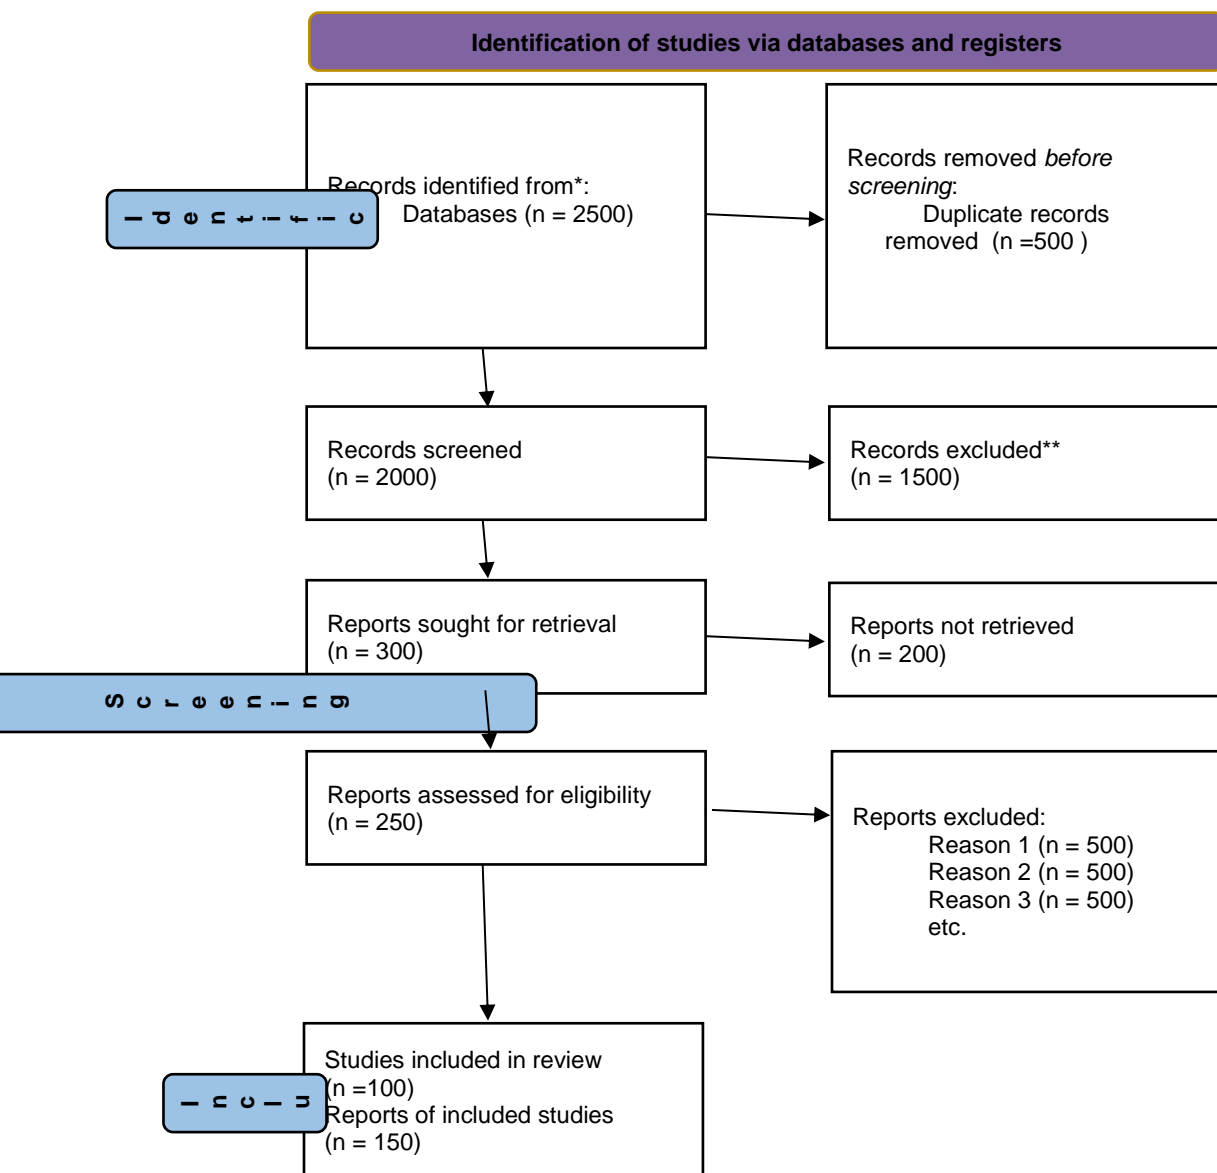 Identification of studies via databases and registers
Records identified from*:
Databases (n = 2500)
Records removed before
screening:
Duplicate records
removed  (n =500 )
Identific
Records screened
(n = 2000)
Records excluded**
(n = 1500)
Reports sought for retrieval
(n = 300)
Reports not retrieved
(n = 200)
Screening
Reports assessed for eligibility
(n = 250)
Reports excluded:
Reason 1 (n = 500)
Reason 2 (n = 500)
Reason 3 (n = 500)
etc.
Studies included in review
(n =100)
Reports of included studies
(n = 150)
Inclu